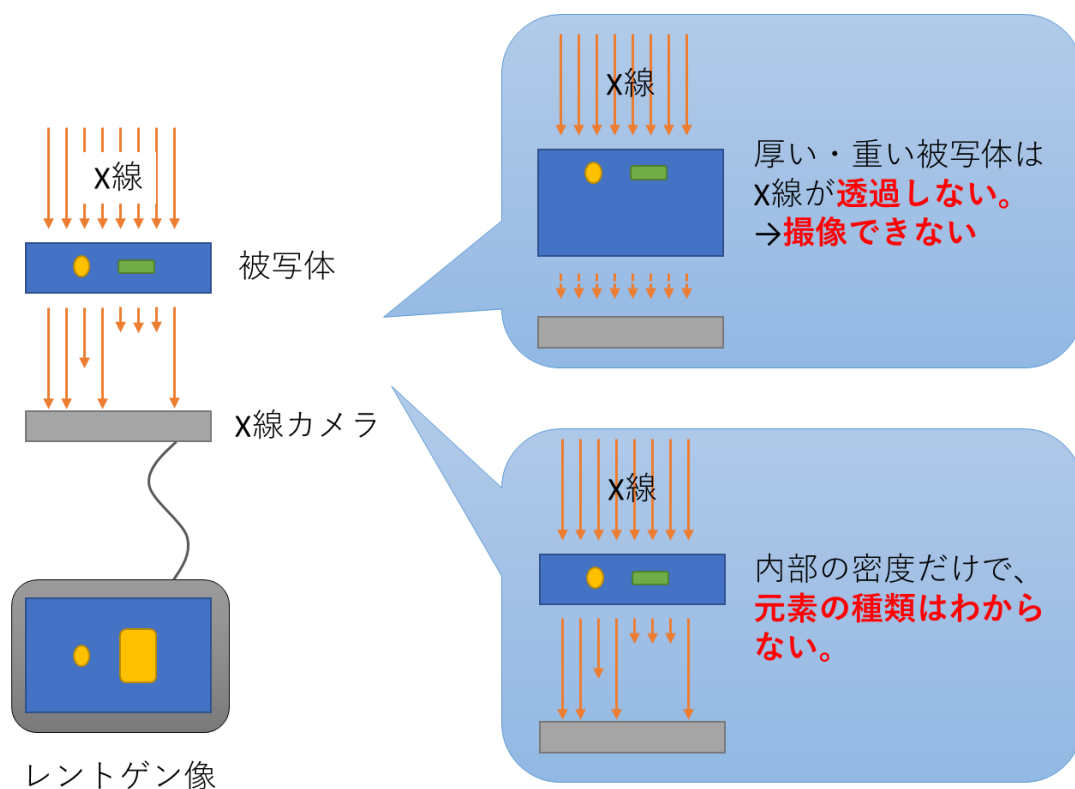 X線
被写体
X線カメラ
レントゲン像
X線
厚い・重い被写体は
X線が透過しない。
→撮像できない
X線
内部の密度だけで、
元素の種類はわから
ない。